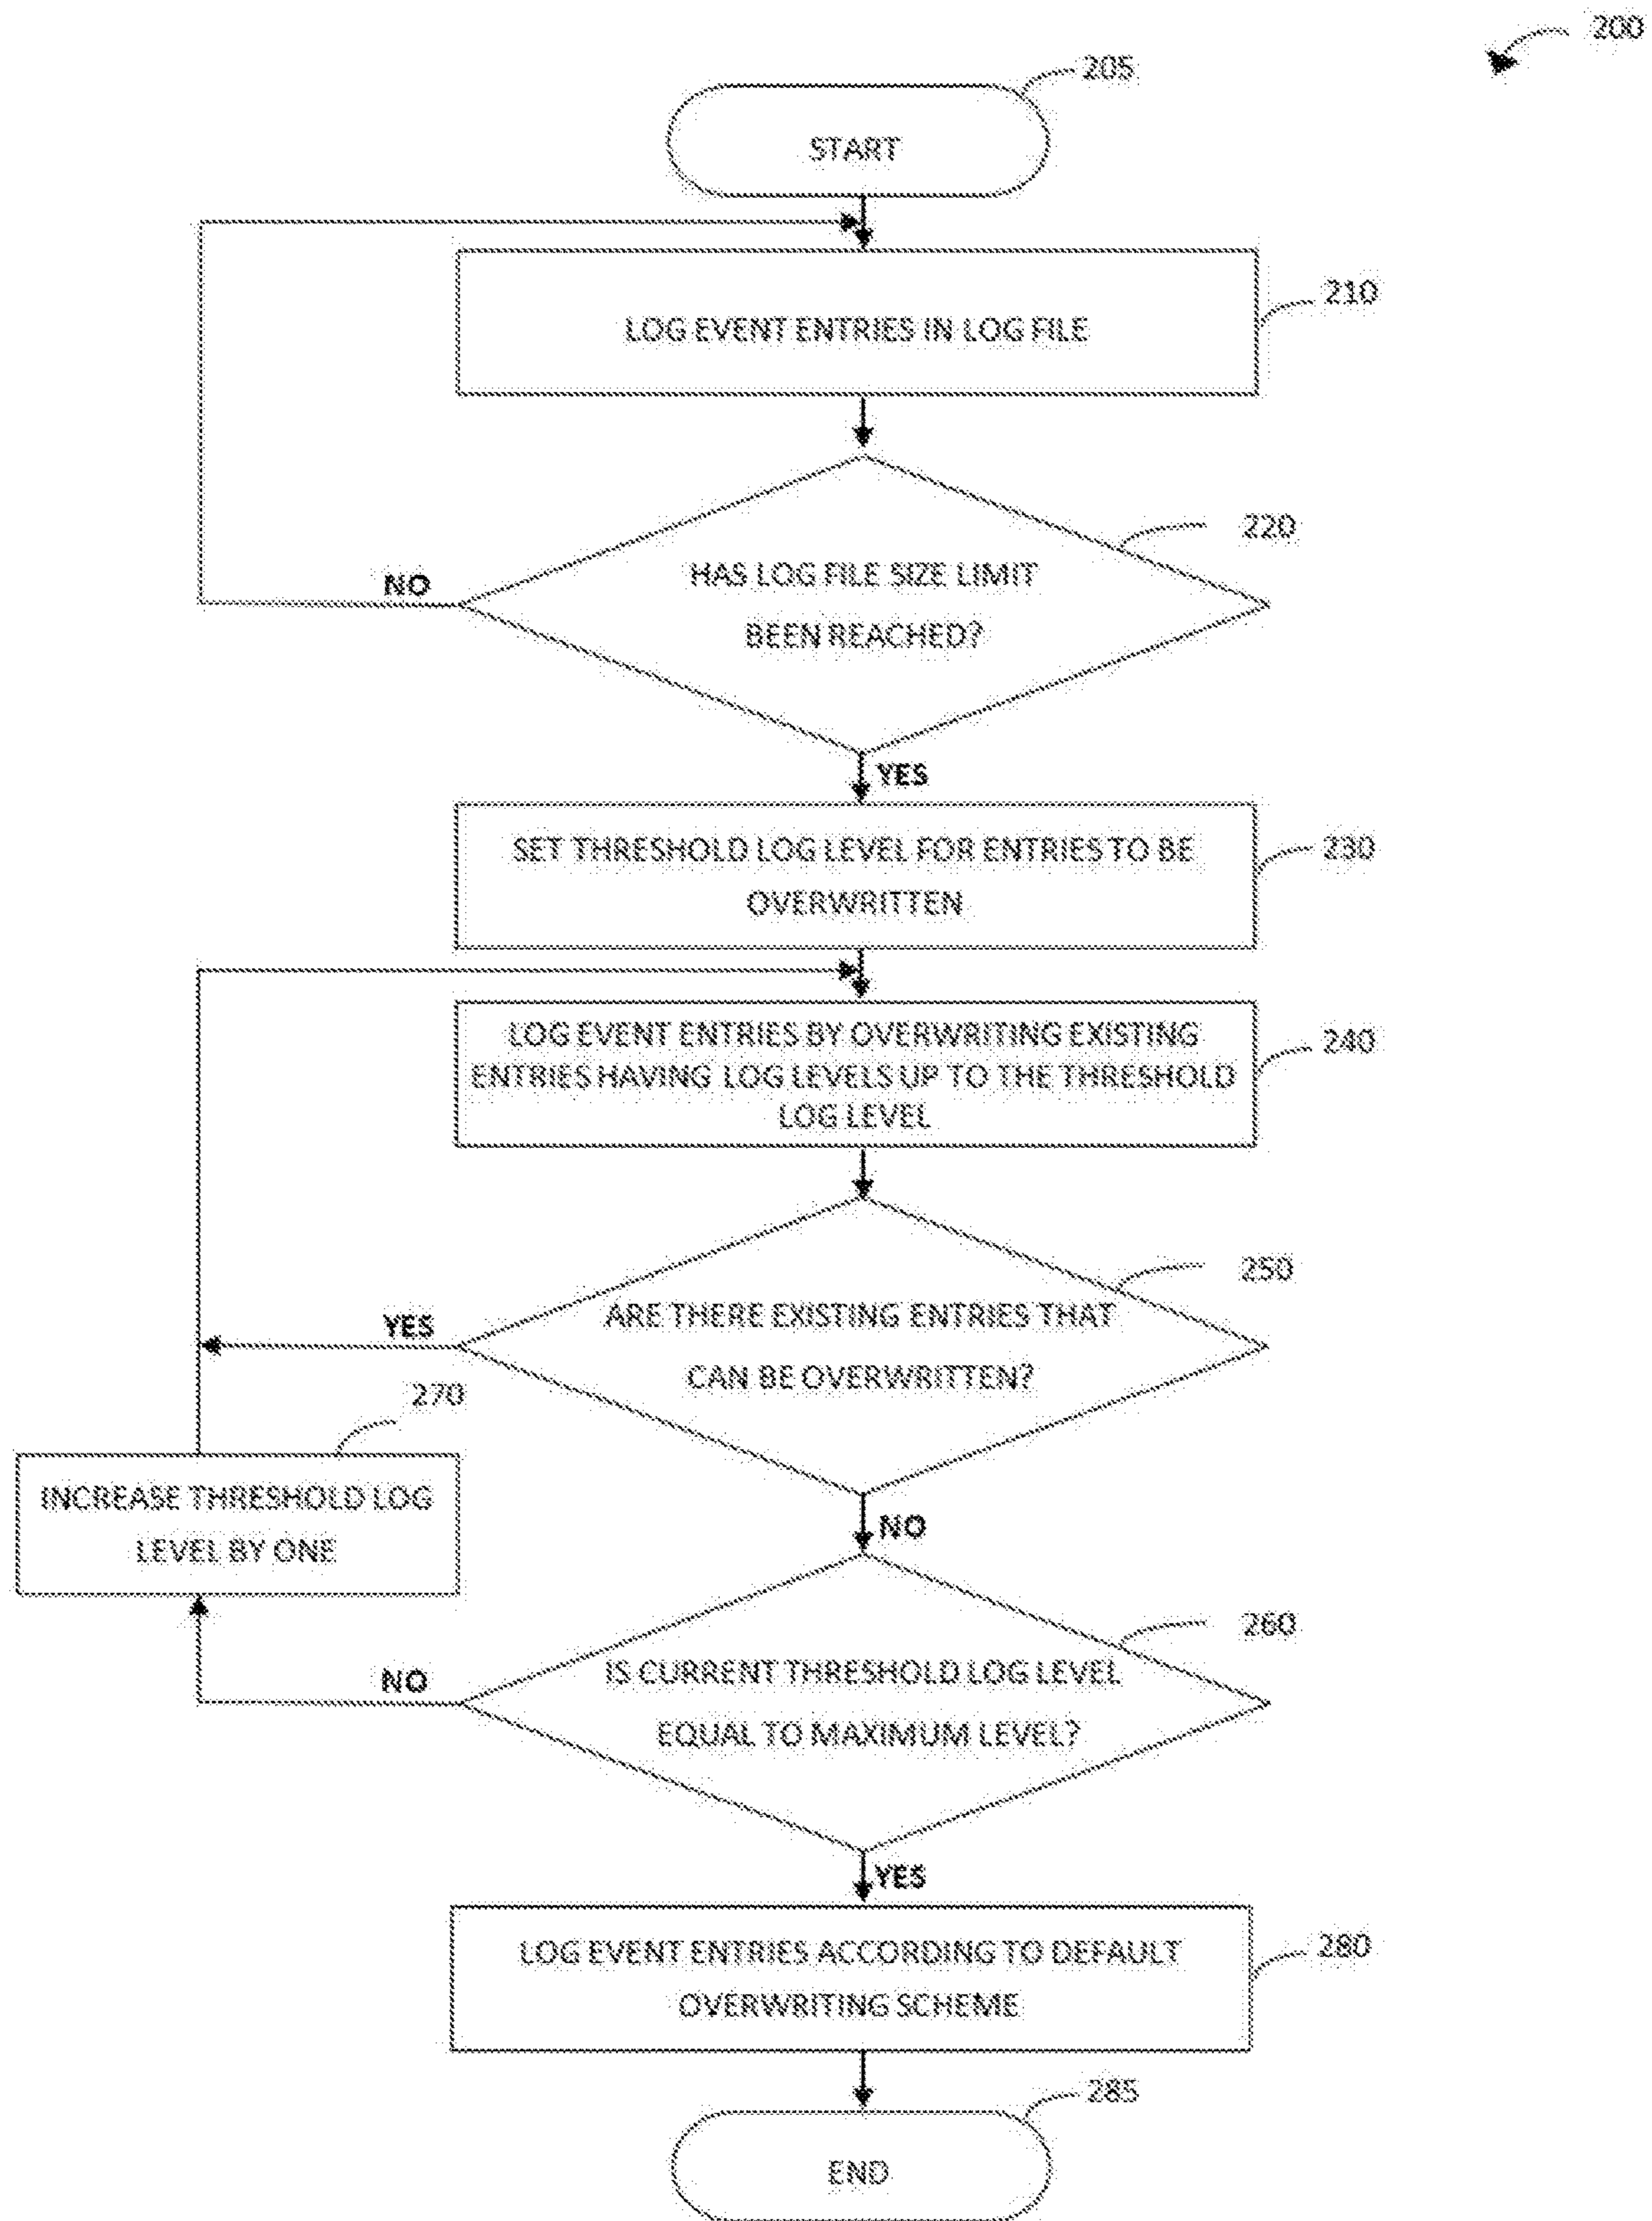 200
205
START
210
LOG EVENT ENTRIES IN LOG FILE
220
HAS LOG FILE SIZE LIMIT
BEEN REACHED?
NO
YES
230
SET THRESHOLD LOG LEVEL FOR ENTRIES TO BE
OVERWRITTEN
240
LOG EVENT ENTRIES BY OVERWRITING EXISTING
ENTRIES HAVING LOG LEVELS UP TO THE THRESHOLD
LOG LEVEL
250
ARE THERE EXISTING ENTRIES THAT
CAN BE OVERWRITTEN?
YES
270
INCREASE THRESHOLD LOG
LEVEL BY ONE
NO
260
IS CURRENT THRESHOLD LOG LEVEL
EQUAL TO MAXIMUM LEVEL?
NO
YES
280
LOG EVENT ENTRIES ACCORDING TO DEFAULT
OVERWRITING SCHEME
285
END